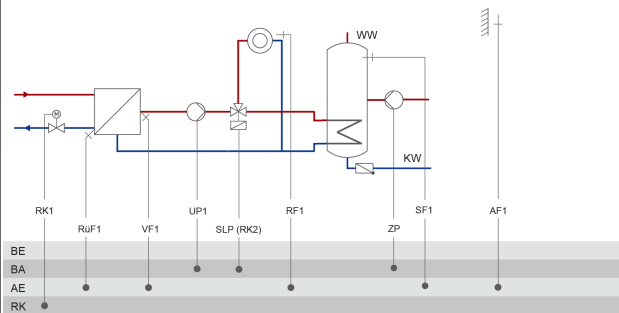 WW
M
KW
RK1
UP1
RF1
SF1
AF1
RüF1
VF1
SLP (RK2)
ZP
BE
BA
AE
RK